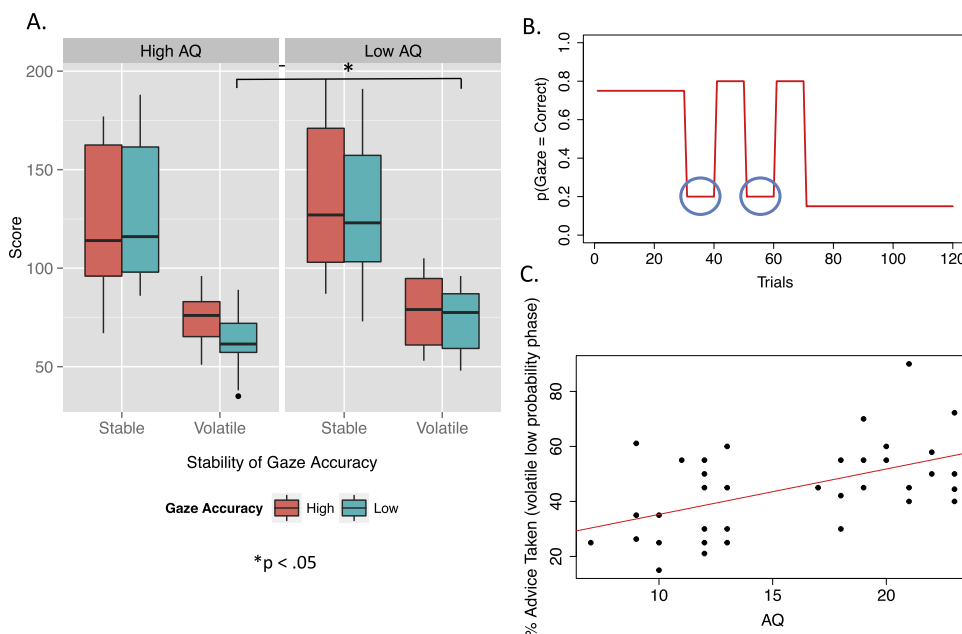 A.
High AQ
Low AQ
*
200
150
100
50
Score
Stable
Volatile
Stable
Volatile
Stability of Gaze Accuracy
Gaze Accuracy
High
Low
*p < .05
B.
p(Gaze = Correct)
1.0
0.8
0.6
0.4
0.2
0.0
0
20
40
60
80
100
120
Trials
C.
% Advice Taken (volatile low probability phase)
80
60
40
20
10
15
20
AQ